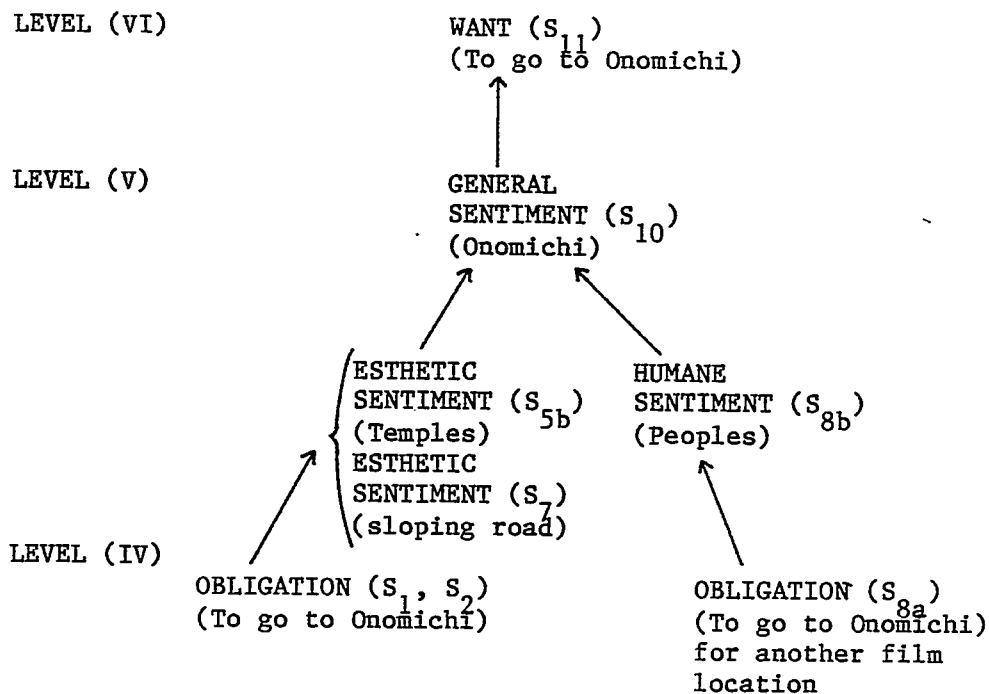 LEVEL (VI)
WANT (S11)
(To go to Onomichi)
LEVEL (V)
GENERAL
SENTIMENT (S10)
(Onomichi)
ESTHETIC
SENTIMENT (S5b)
(Temples)
ESTHETIC
SENTIMENT (S7)
(sloping road)
HUMANE
SENTIMENT (S8b)
(Peoples)
LEVEL (IV)
OBLIGATION (S1, S2)
(To go to Onomichi)
OBLIGATION (S8a)
(To go to Onomichi)
for another film
location